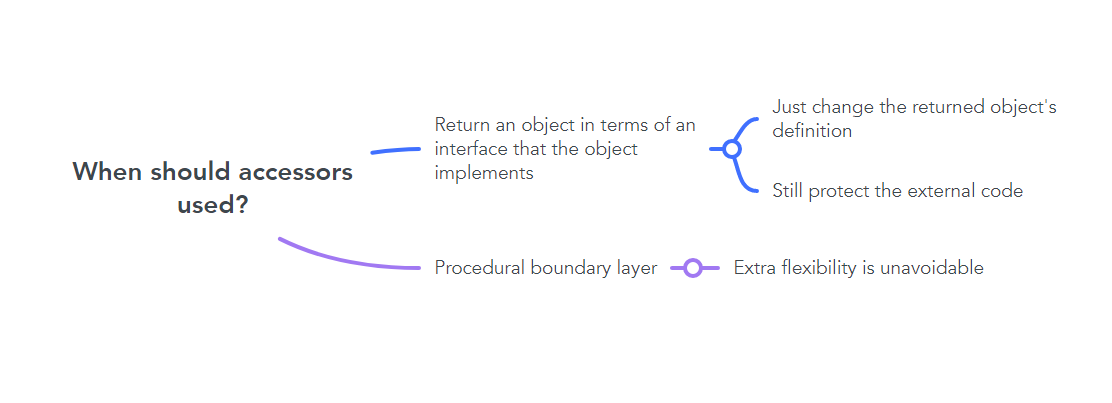 When should accessors
used?
Return an object in terms of an
interface that the object
implements
Just change the returned object's
definition
Still protect the external code
Procedural boundary layer
Extra flexibility is unavoidable